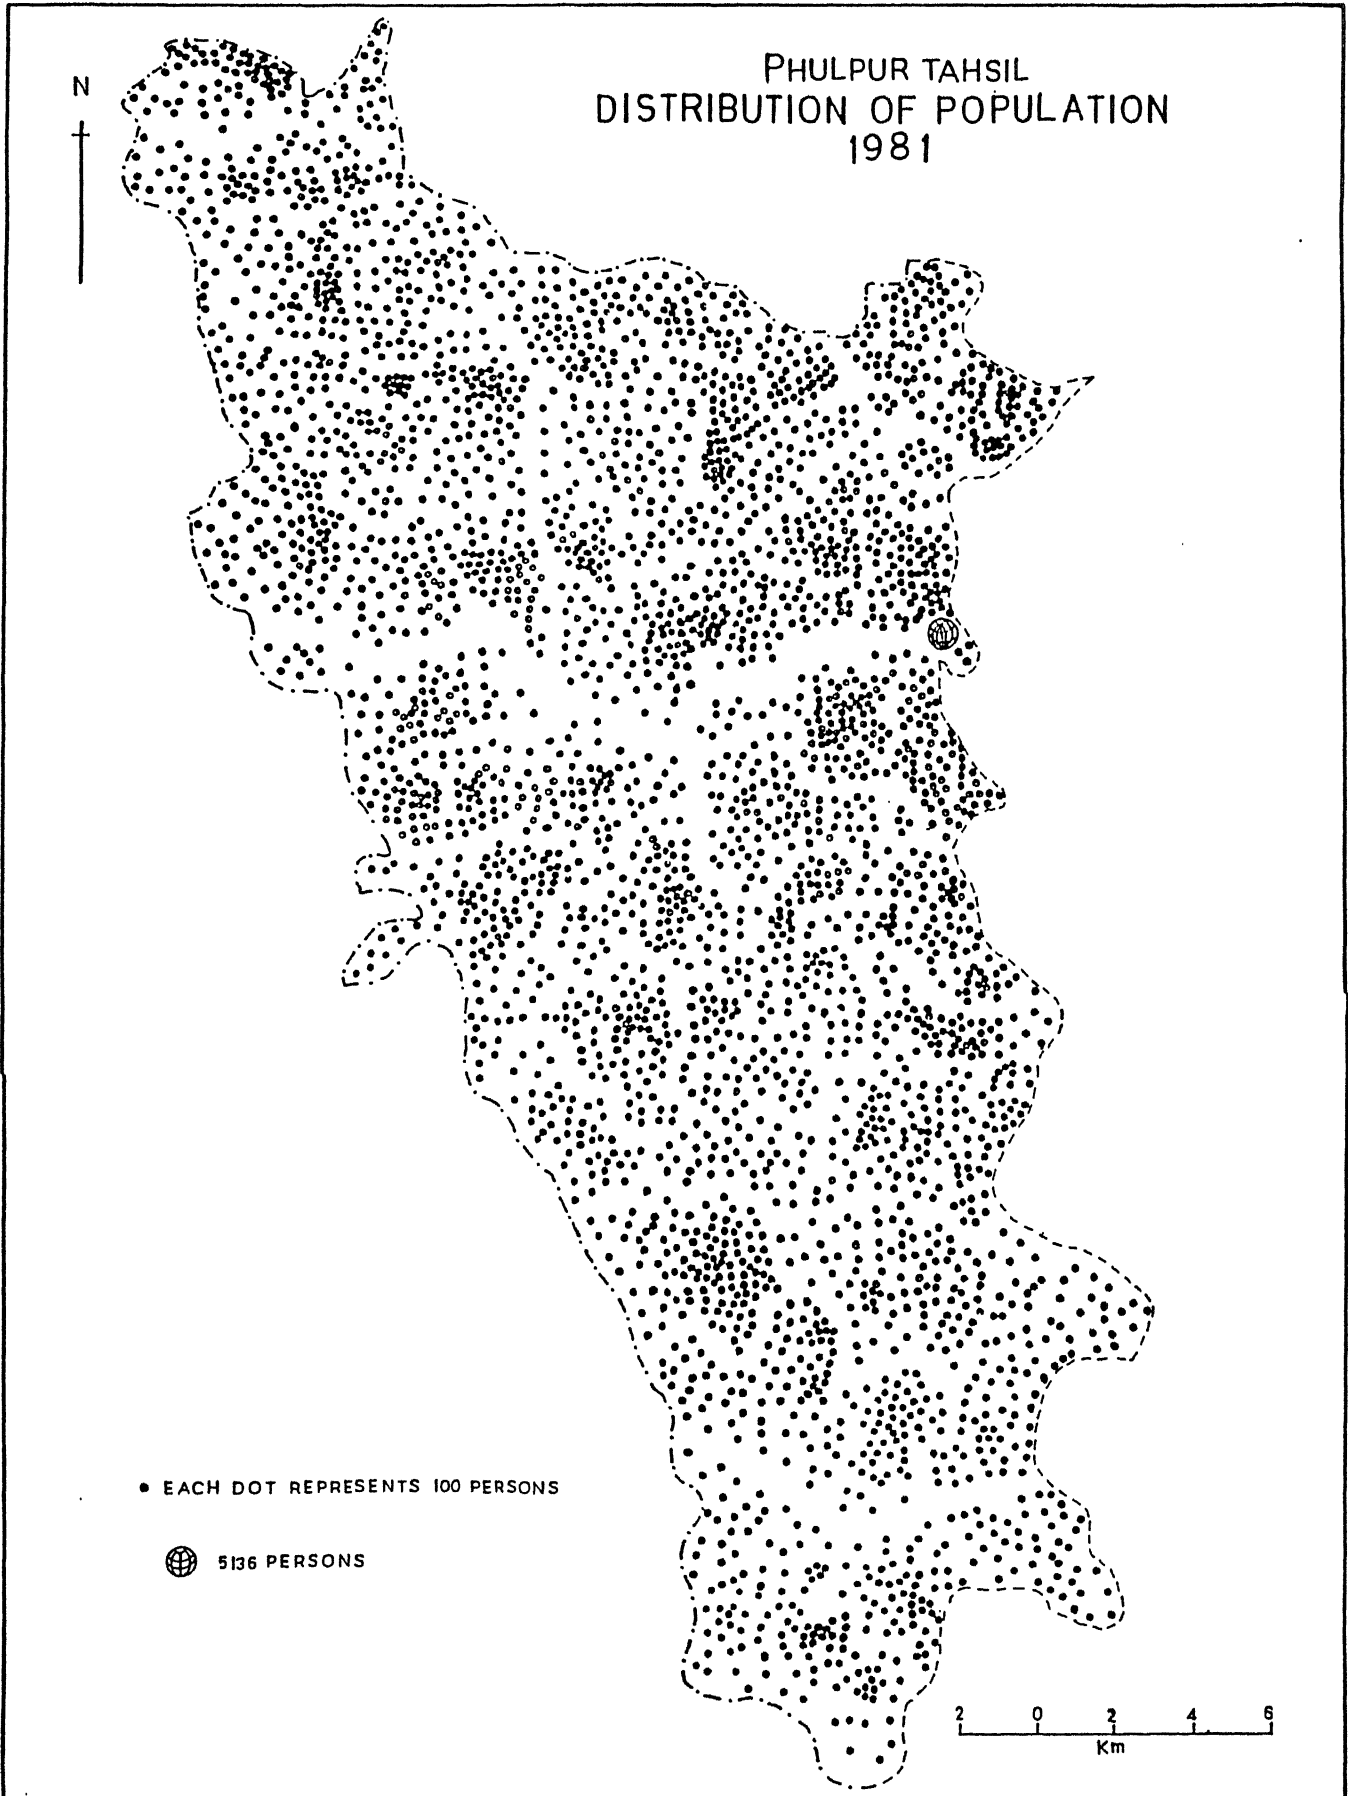 PHULPUR TAHSIL
DISTRIBUTION OF POPULATION
1981
N
EACH DOT REPRESENTS 100 PERSONS
5136 PERSONS
2 0 2 4 6
Km